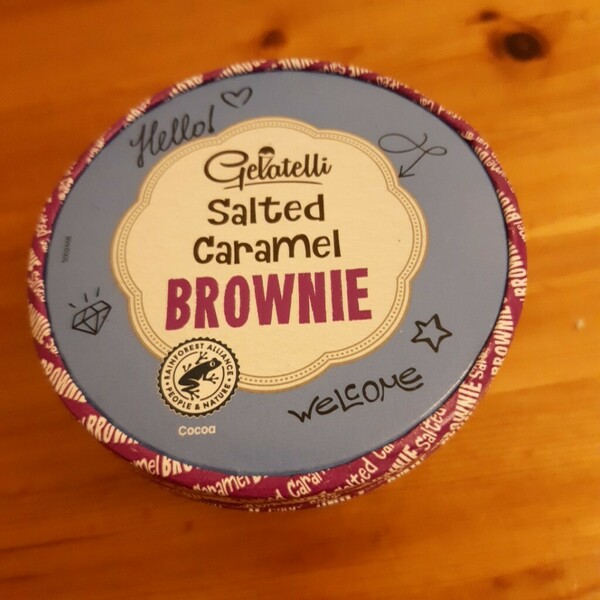 Hello!
Gelatelli
Salted
Caramel
BROWNIE
RAINFOREST ALLIANCE
PEOPLE & NATURE
Cocoa
WELCOME